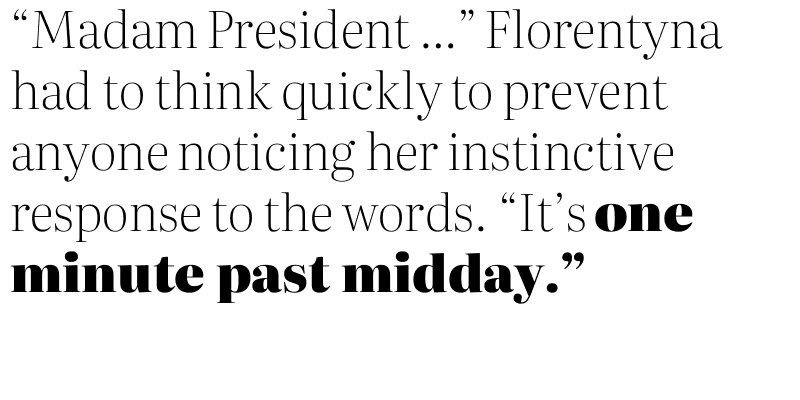 “Madam President ...” Florentyna
had to think quickly to prevent
anyone noticing her instinctive
response to the words. “It’s one
minute past midday.”